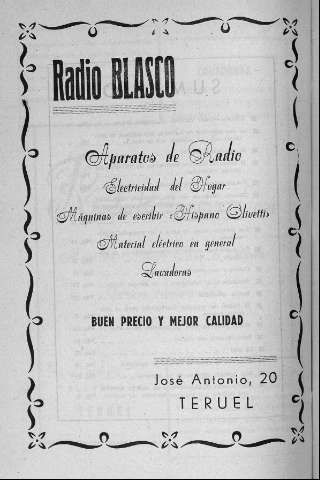 Radio BLASCO
Aparatos de Radio
Electricidad del Hogar
Máquinas de escribir «Hispano Olivetti»
Material eléctrico en general
Lavadoras
BUEN PRECIO Y MEJOR CALIDAD
José Antonio, 20
TERUEL